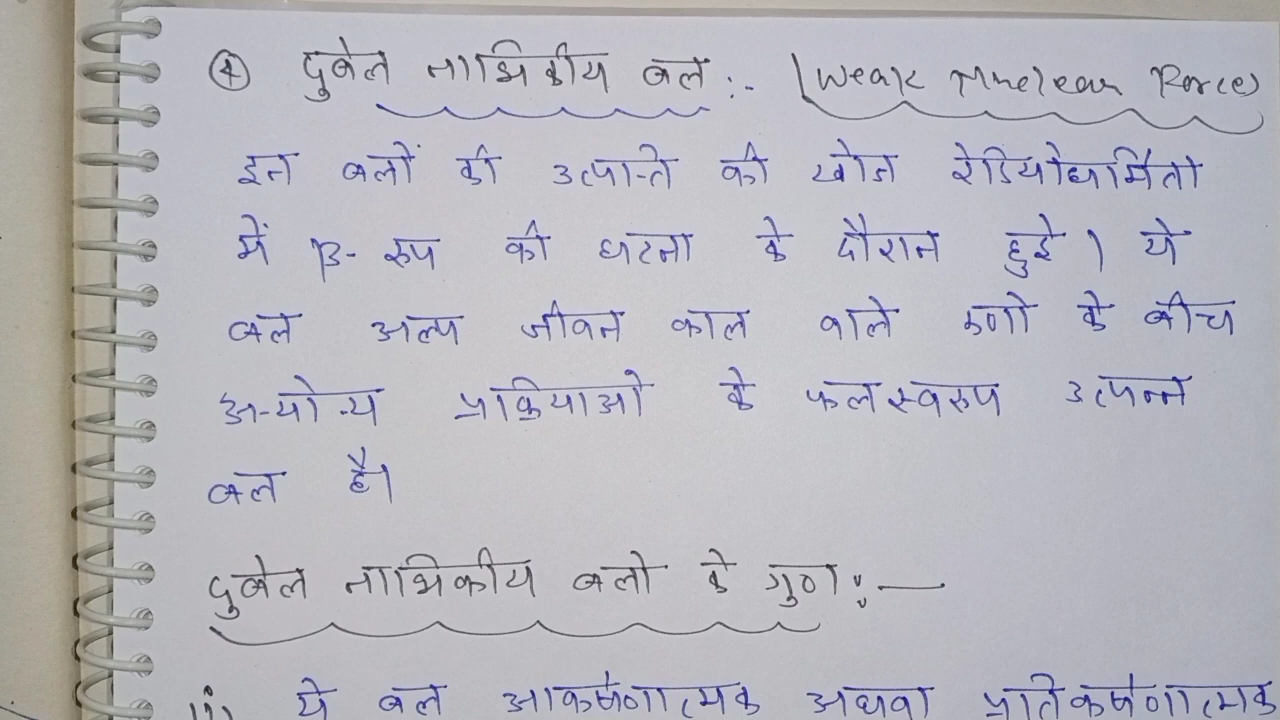 ④ दुर्बल नाभिकीय बल :- (Weak Nuclear Force)
इन बलों की उत्पत्ति की खोज रेडियोधर्मिता
में β- रूप की घटना के दौरान हुई। ये
बल अल्प जीवन काल वाले कणो के बीच
अन्योन्य प्रक्रियाओ के फलस्वरूप उत्पन्न
बल है।
दुर्बल नाभिकीय बलो के गुण :—
(i) ये बल आकर्षणात्मक अथवा प्रतिकर्षणात्मक